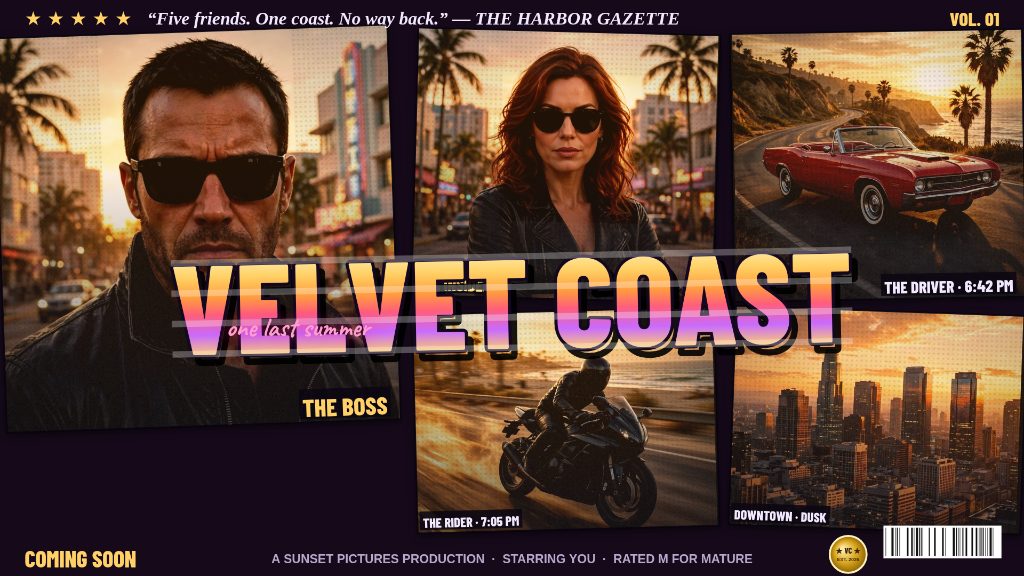 ★ ★ ★ ★ ★ “Five friends. One coast. No way back.” — THE HARBOR GAZETTE
VOL. 01
VELVET COAST
one last summer
THE BOSS
THE DRIVER · 6:42 PM
THE RIDER · 7:05 PM
DOWNTOWN · DUSK
COMING SOON
A SUNSET PICTURES PRODUCTION · STARRING YOU · RATED M FOR MATURE
★ VC ★